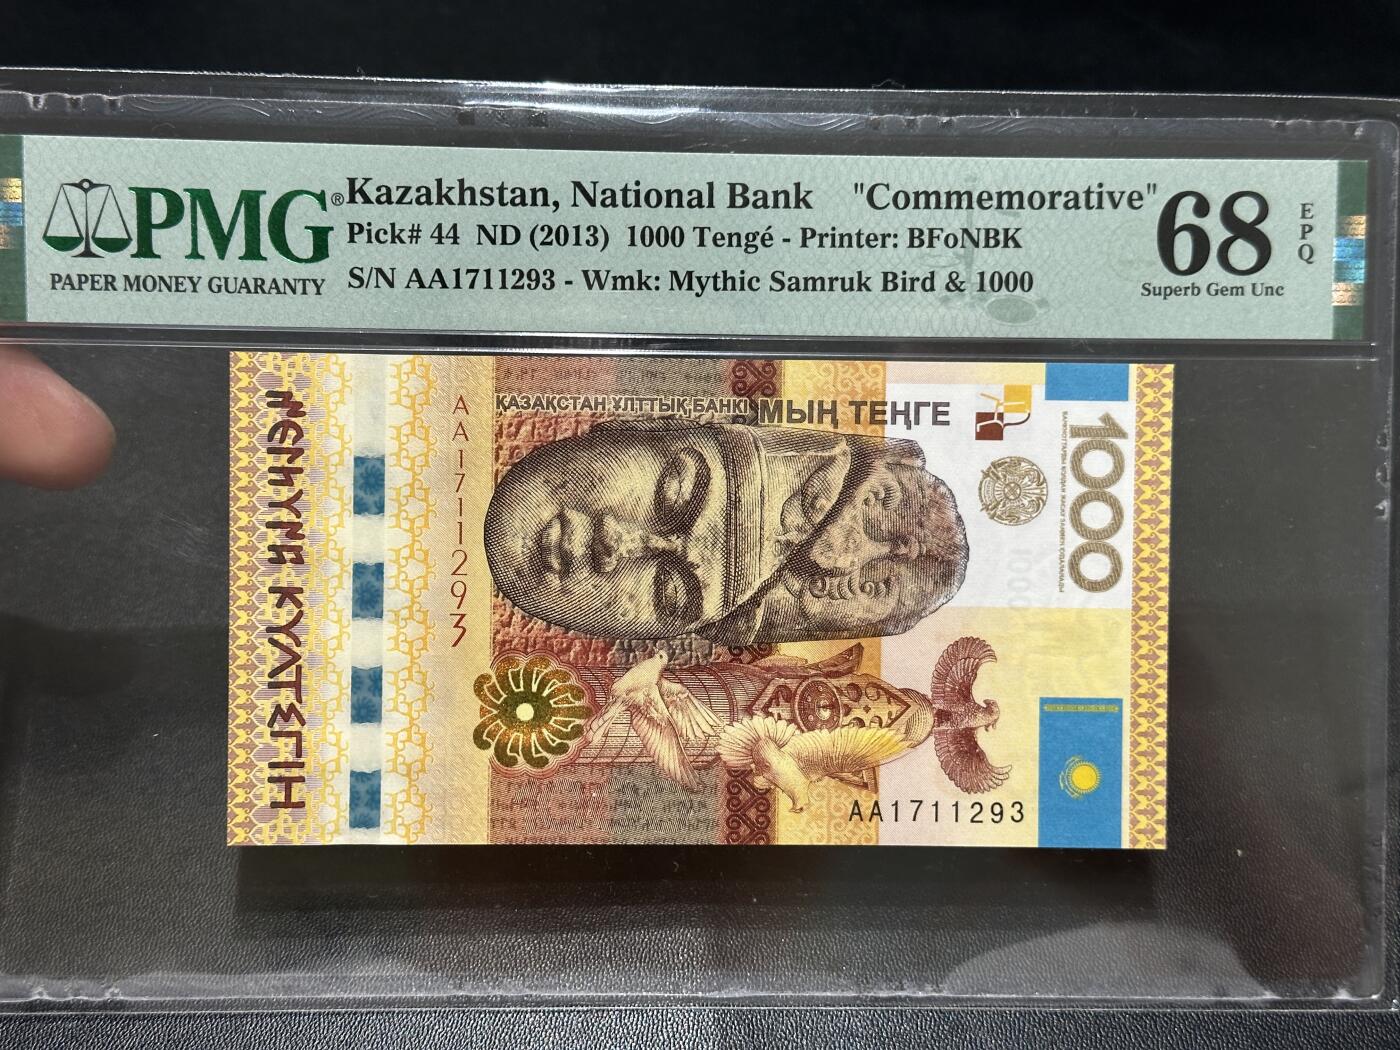 PMG®
PAPER MONEY GUARANTY
Kazakhstan, National Bank "Commemorative"
Pick# 44 ND (2013) 1000 Tengé - Printer: BFoNBK
S/N AA1711293 - Wmk: Mythic Samruk Bird & 1000
68
EPQ
Superb Gem Unc
ҚАЗАҚСТАН ҰЛТТЫҚ БАНКІ
МЫҢ ТЕҢГЕ
AA1711293
1000
КҮЛТЕГІН
AA1711293